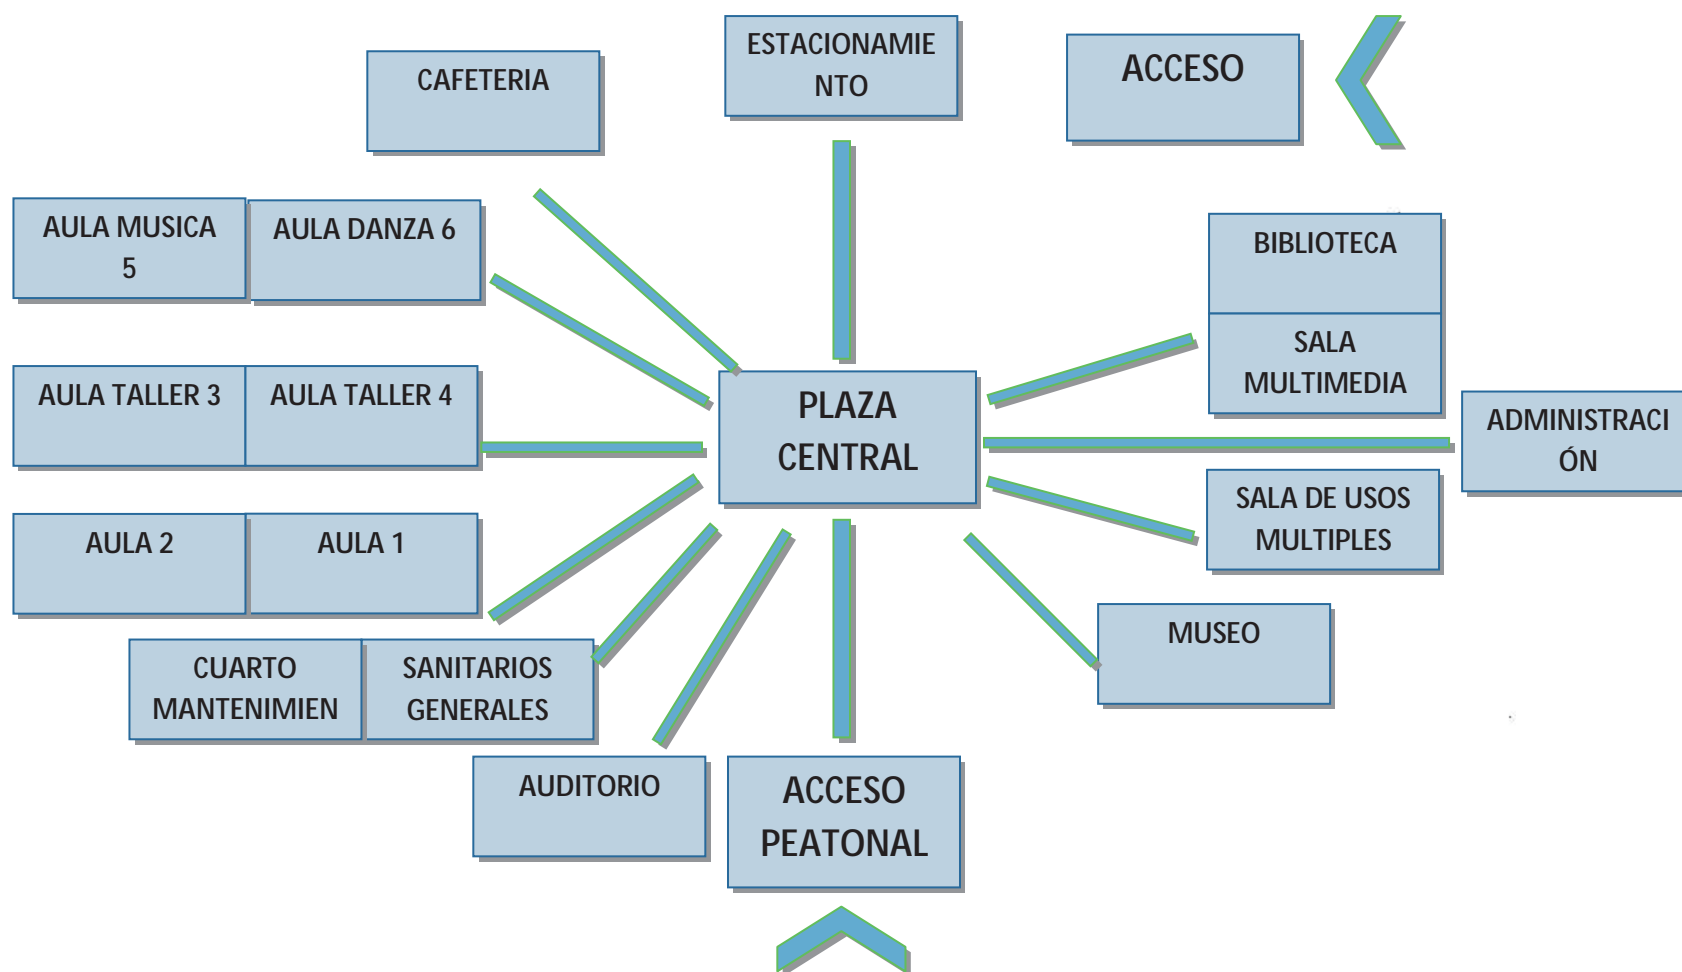 ESTACIONAMIE
NTO
ACCESO
CAFETERIA
AULA MUSICA
5
AULA DANZA 6
BIBLIOTECA
SALA
MULTIMEDIA
AULA TALLER 3
AULA TALLER 4
PLAZA
CENTRAL
ADMINISTRACI
ÓN
SALA DE USOS
MULTIPLES
AULA 2
AULA 1
MUSEO
CUARTO
MANTENIMIEN
SANITARIOS
GENERALES
AUDITORIO
ACCESO
PEATONAL